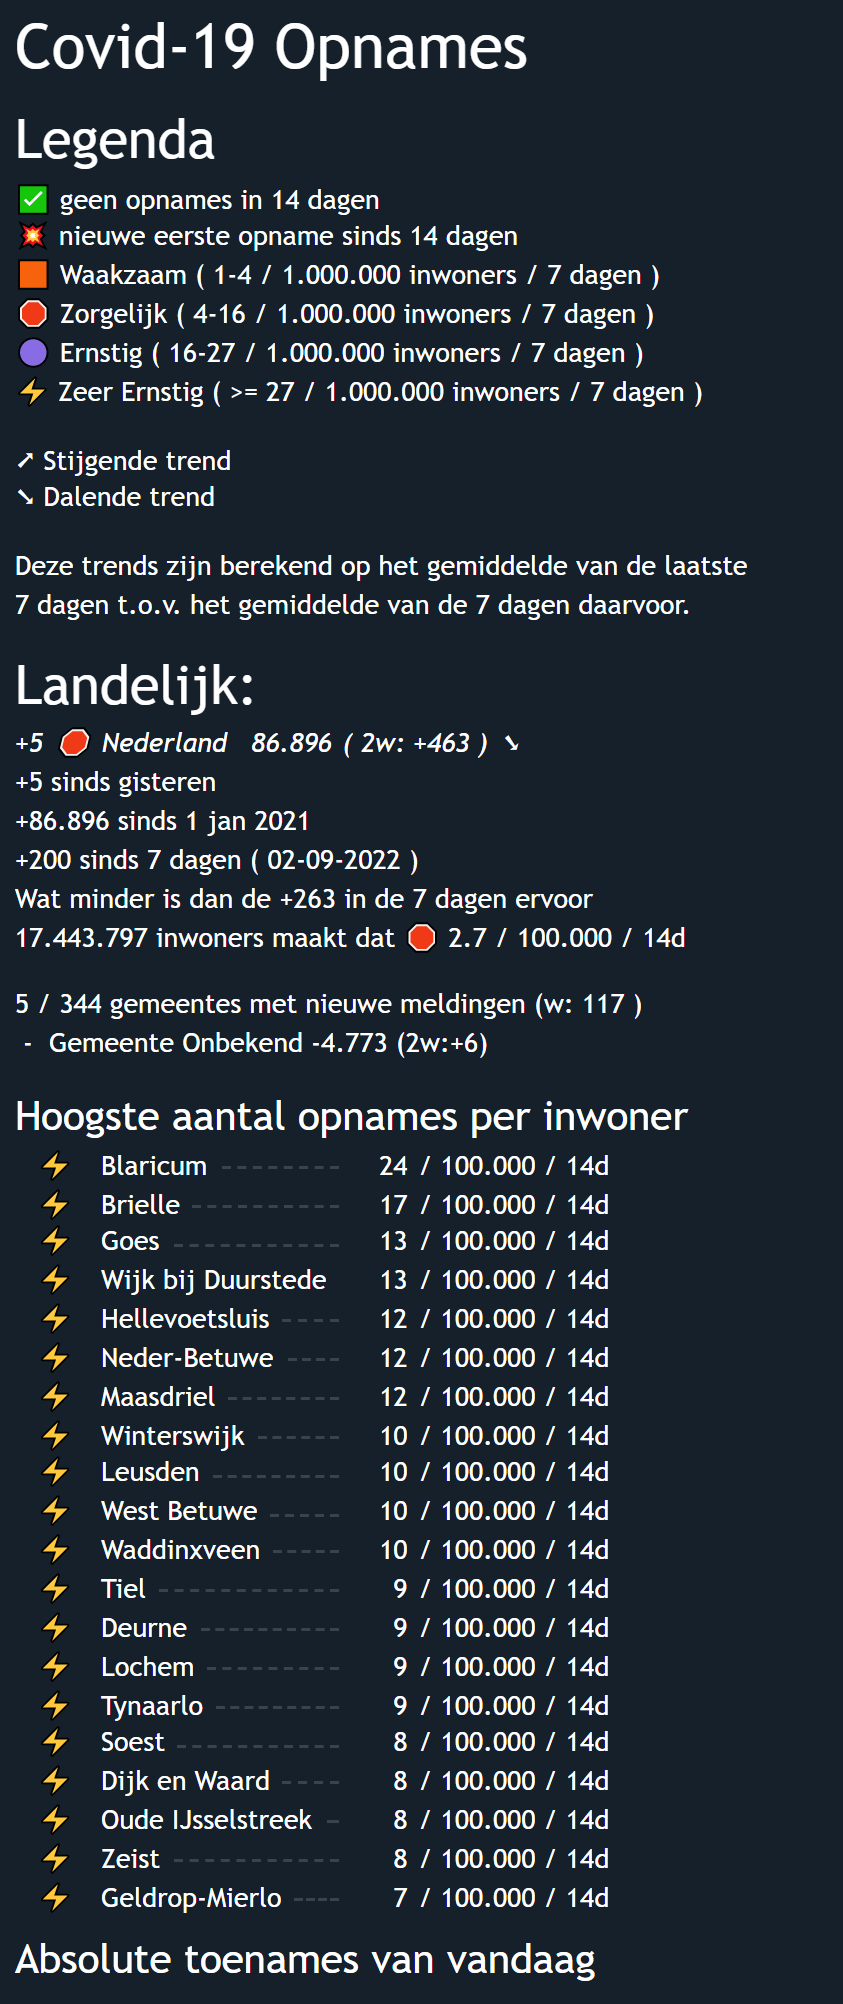 Covid-19 Opnames
Legenda
✅ geen opnames in 14 dagen
💥 nieuwe eerste opname sinds 14 dagen
🟧 Waakzaam ( 1-4 / 1.000.000 inwoners / 7 dagen )
🛑 Zorgelijk ( 4-16 / 1.000.000 inwoners / 7 dagen )
🟣 Ernstig ( 16-27 / 1.000.000 inwoners / 7 dagen )
⚡ Zeer Ernstig ( >= 27 / 1.000.000 inwoners / 7 dagen )
➚ Stijgende trend
➘ Dalende trend
Deze trends zijn berekend op het gemiddelde van de laatste
7 dagen t.o.v. het gemiddelde van de 7 dagen daarvoor.
Landelijk:
+5 🛑 Nederland 86.896 ( 2w: +463 ) ➘
+5 sinds gisteren
+86.896 sinds 1 jan 2021
+200 sinds 7 dagen ( 02-09-2022 )
Wat minder is dan de +263 in de 7 dagen ervoor
17.443.797 inwoners maakt dat 🛑 2.7 / 100.000 / 14d
5 / 344 gemeentes met nieuwe meldingen (w: 117 )
- Gemeente Onbekend -4.773 (2w:+6)
Hoogste aantal opnames per inwoner
⚡ Blaricum -------- 24 / 100.000 / 14d
⚡ Brielle ---------- 17 / 100.000 / 14d
⚡ Goes ----------- 13 / 100.000 / 14d
⚡ Wijk bij Duurstede 13 / 100.000 / 14d
⚡ Hellevoetsluis ---- 12 / 100.000 / 14d
⚡ Neder-Betuwe ---- 12 / 100.000 / 14d
⚡ Maasdriel -------- 12 / 100.000 / 14d
⚡ Winterswijk ------ 10 / 100.000 / 14d
⚡ Leusden --------- 10 / 100.000 / 14d
⚡ West Betuwe ----- 10 / 100.000 / 14d
⚡ Waddinxveen ----- 10 / 100.000 / 14d
⚡ Tiel ------------ 9 / 100.000 / 14d
⚡ Deurne ---------- 9 / 100.000 / 14d
⚡ Lochem --------- 9 / 100.000 / 14d
⚡ Tynaarlo --------- 9 / 100.000 / 14d
⚡ Soest ----------- 8 / 100.000 / 14d
⚡ Dijk en Waard ---- 8 / 100.000 / 14d
⚡ Oude IJsselstreek - 8 / 100.000 / 14d
⚡ Zeist ----------- 8 / 100.000 / 14d
⚡ Geldrop-Mierlo ---- 7 / 100.000 / 14d
Absolute toenames van vandaag